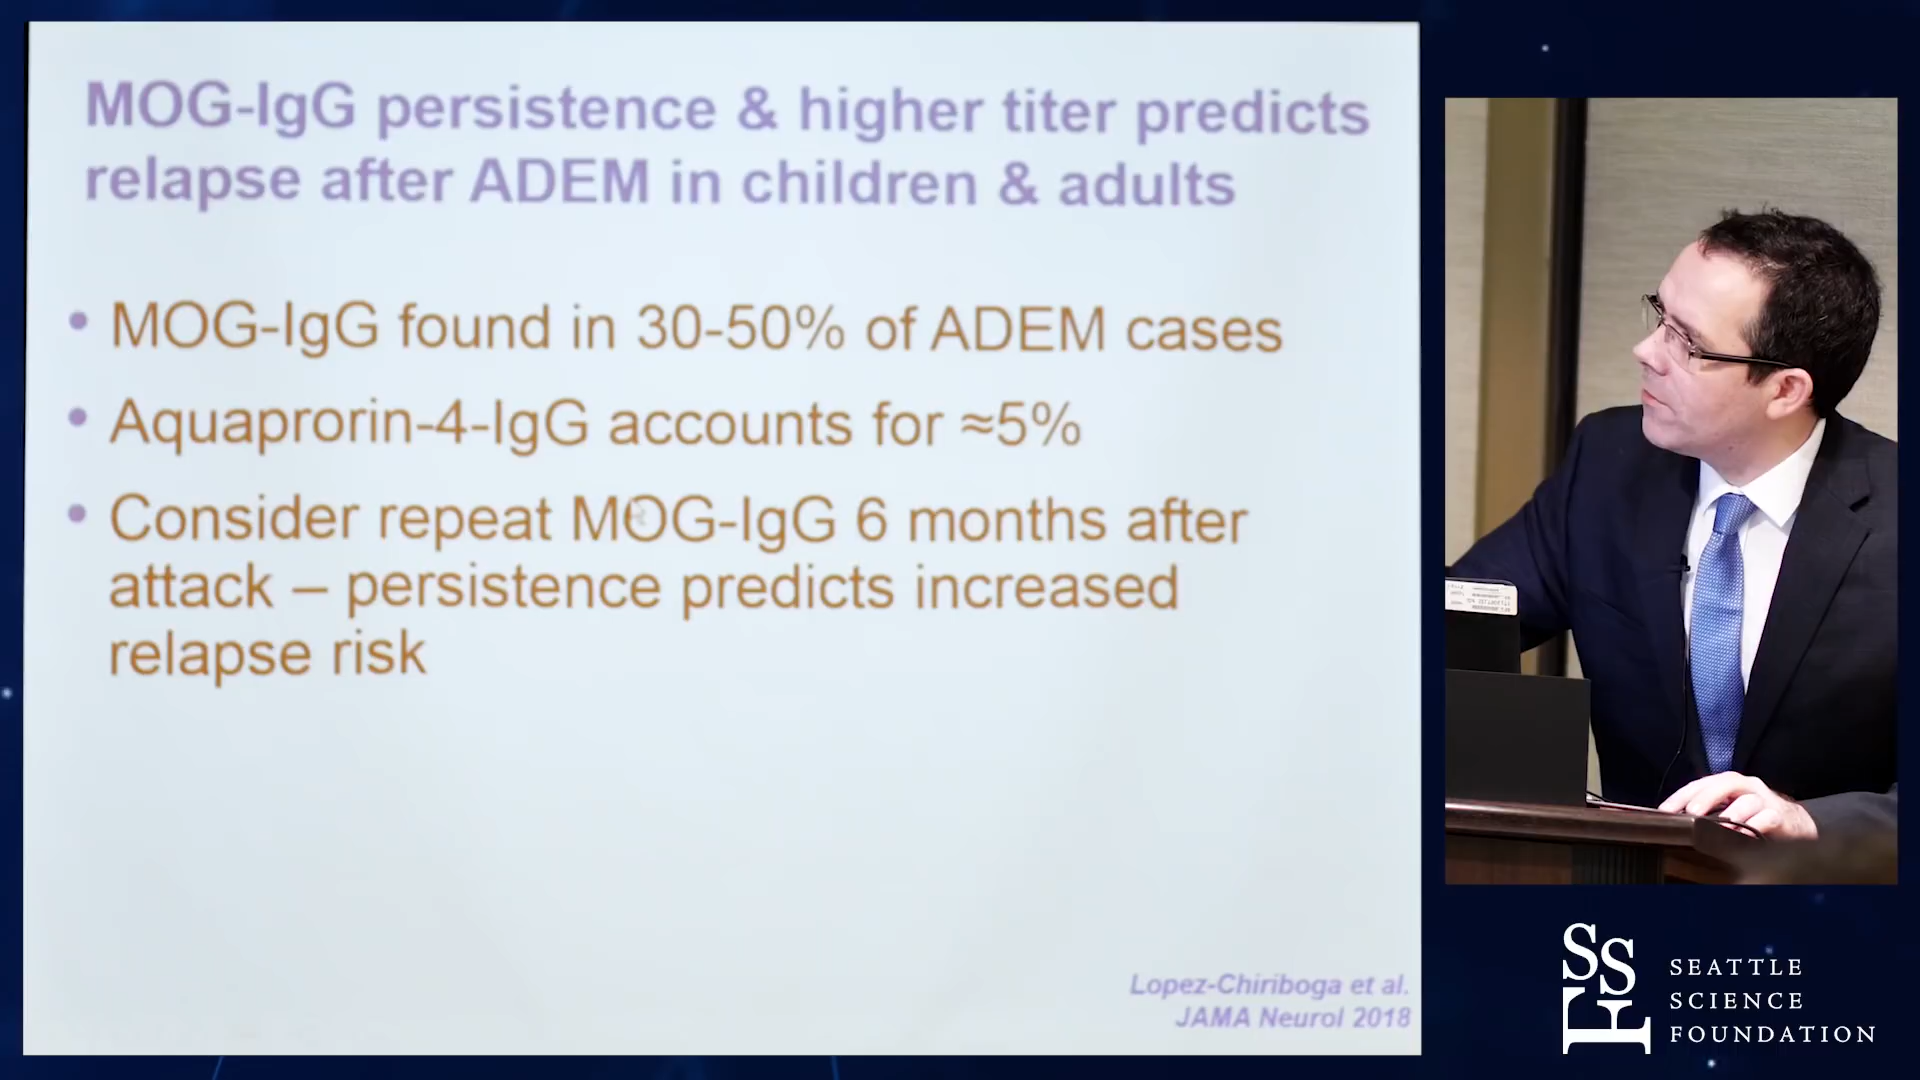 MOG-IgG persistence & higher titer predicts
relapse after ADEM in children & adults
• MOG-IgG found in 30-50% of ADEM cases
• Aquaprorin-4-IgG accounts for ≈5%
• Consider repeat MOG-IgG 6 months after
attack – persistence predicts increased
relapse risk
Lopez-Chiriboga et al.
JAMA Neurol 2018
SSF
SEATTLE
SCIENCE
FOUNDATION